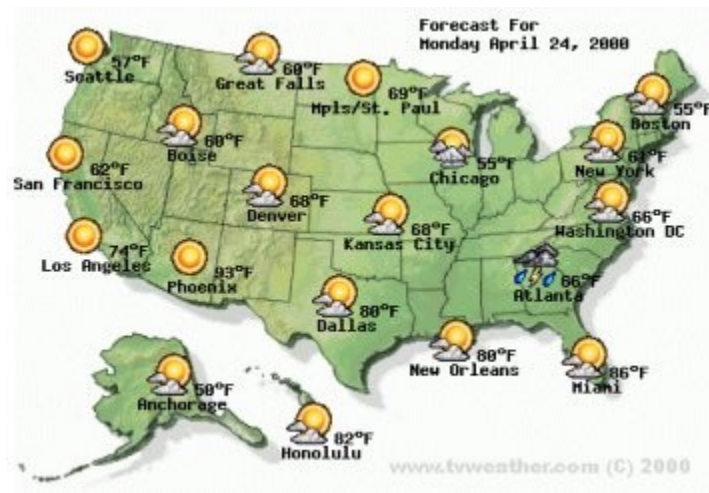 Forecast For
Monday April 24, 2000
57°F
Seattle
60°F
Great Falls
69°F
Mpls/St. Paul
55°F
Boston
60°F
Boise
55°F
Chicago
61°F
New York
62°F
San Francisco
68°F
Denver
68°F
Kansas City
66°F
Washington DC
74°F
Los Angeles
93°F
Phoenix
66°F
Atlanta
80°F
Dallas
80°F
New Orleans
86°F
Miami
50°F
Anchorage
82°F
Honolulu
www.tvweather.com (C) 2000